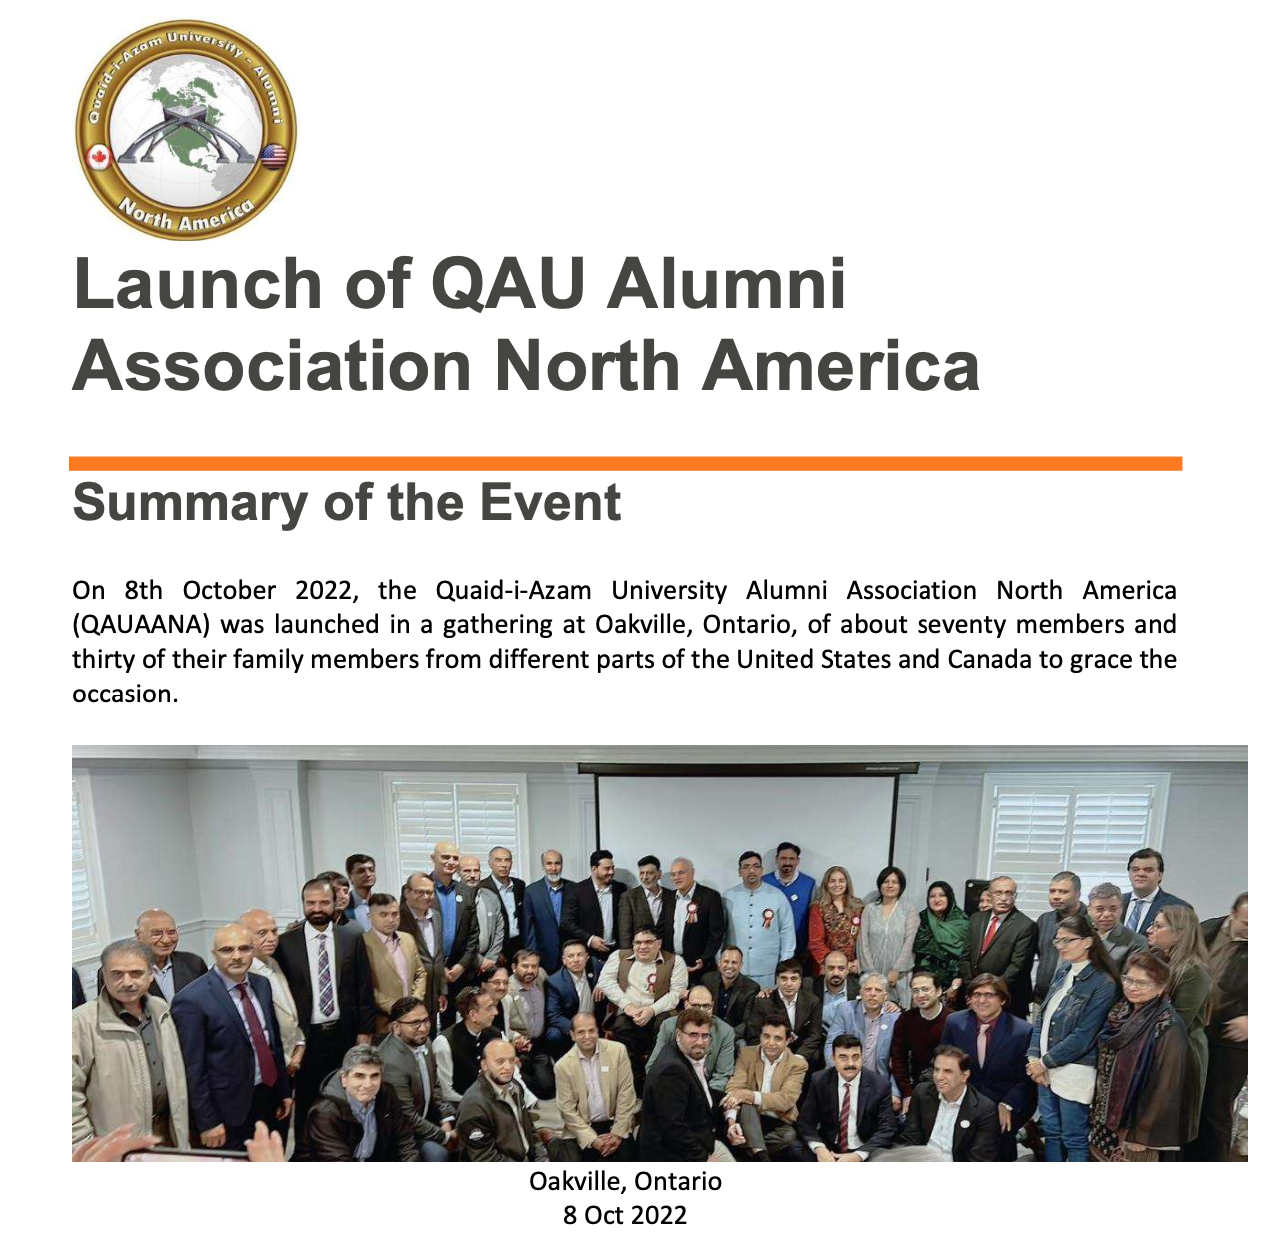 Quaid-i-Azam University - Alumni
North America
Launch of QAU Alumni
Association North America
Summary of the Event
On 8th October 2022, the Quaid-i-Azam University Alumni Association North America
(QAUAANA) was launched in a gathering at Oakville, Ontario, of about seventy members and
thirty of their family members from different parts of the United States and Canada to grace the
occasion.
Oakville, Ontario
8 Oct 2022